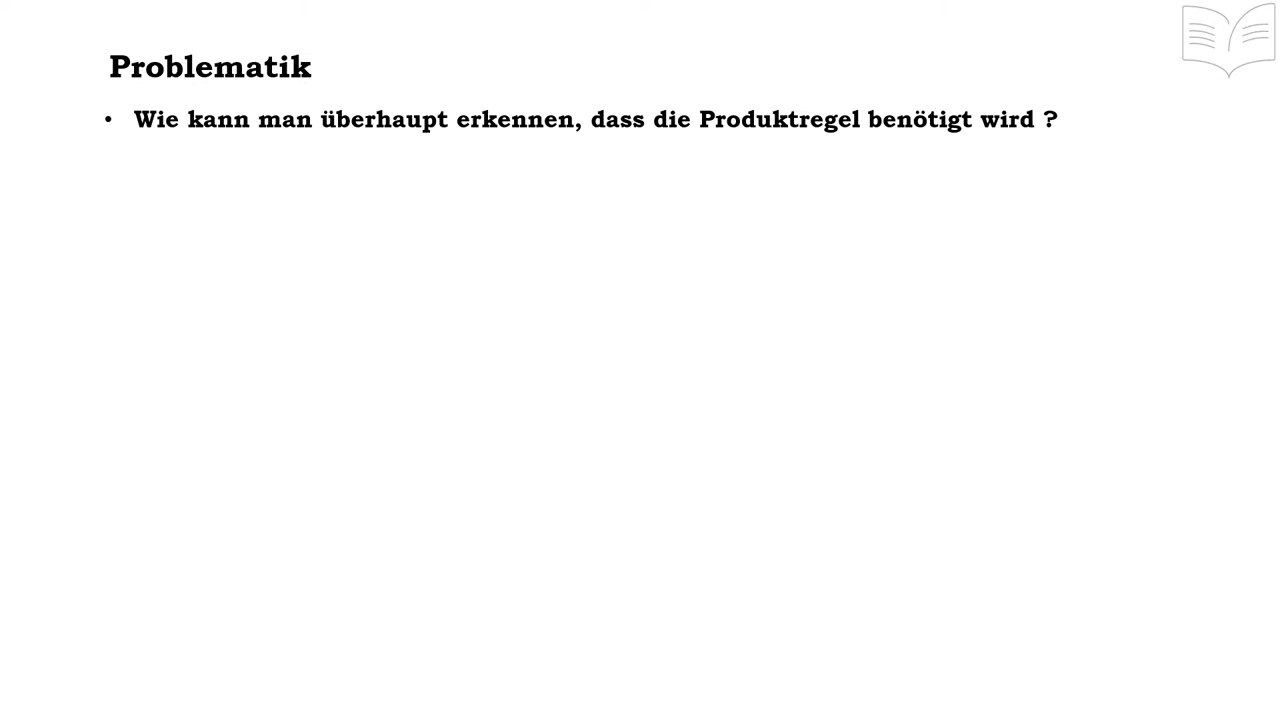 Problematik
• Wie kann man überhaupt erkennen, dass die Produktregel benötigt wird ?